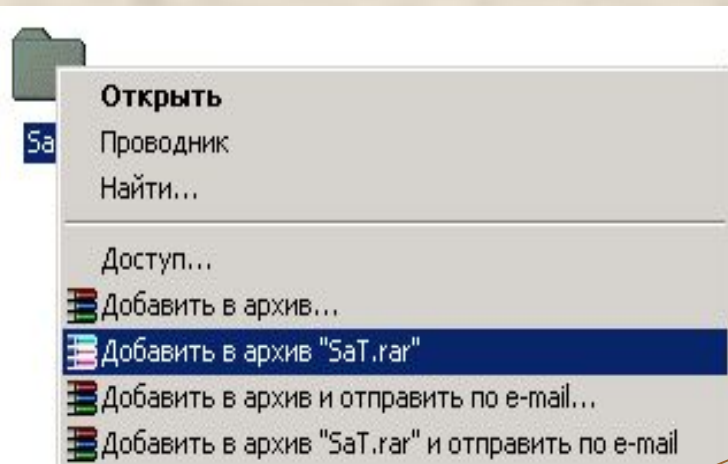 Sa
Открыть
Проводник
Найти...
Доступ...
Добавить в архив...
Добавить в архив "SaT.rar"
Добавить в архив и отправить по e-mail...
Добавить в архив "SaT.rar" и отправить по e-mail